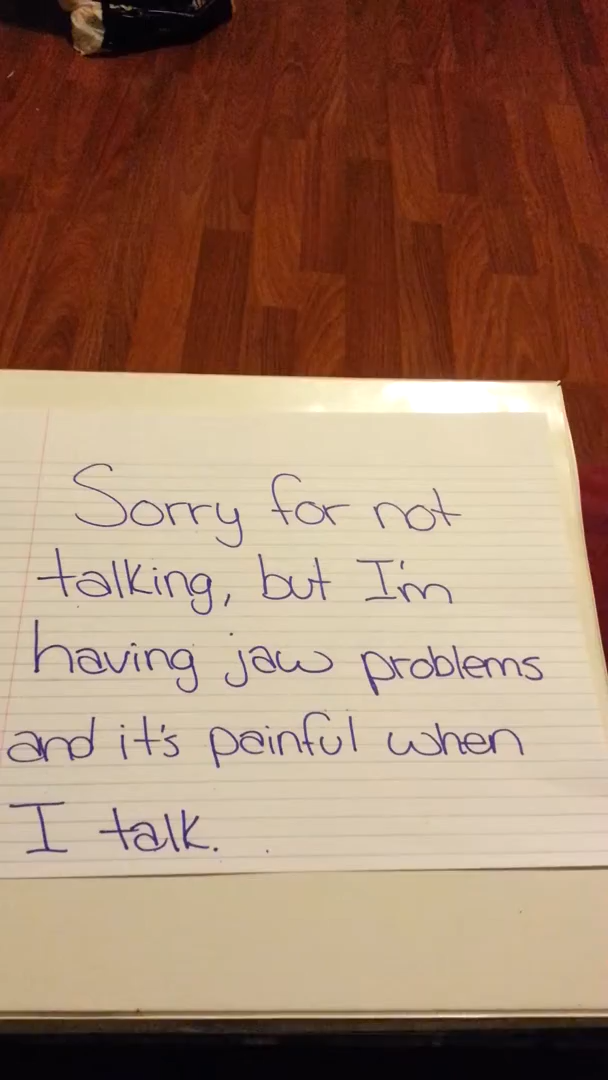 Sorry for not
talking, but I'm
having jaw problems
and it's painful when
I talk.